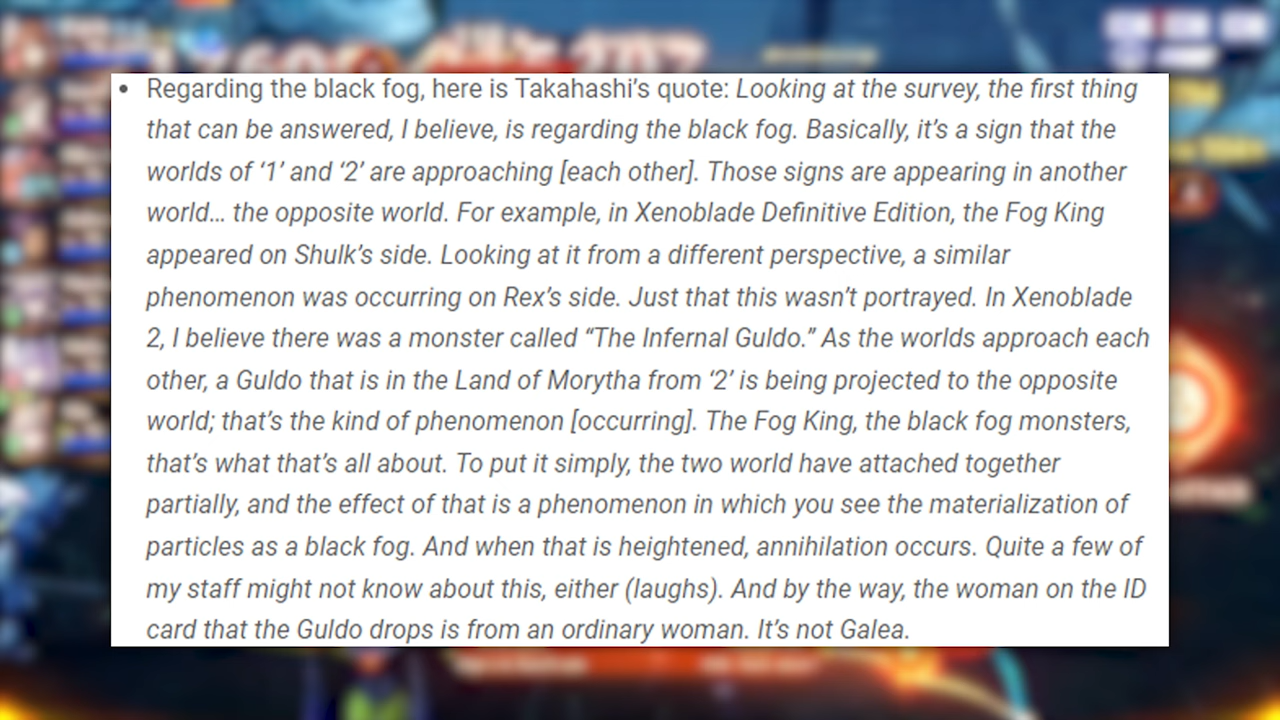 • Regarding the black fog, here is Takahashi’s quote: Looking at the survey, the first thing
that can be answered, I believe, is regarding the black fog. Basically, it’s a sign that the
worlds of ‘1’ and ‘2’ are approaching [each other]. Those signs are appearing in another
world… the opposite world. For example, in Xenoblade Definitive Edition, the Fog King
appeared on Shulk’s side. Looking at it from a different perspective, a similar
phenomenon was occurring on Rex’s side. Just that this wasn’t portrayed. In Xenoblade
2, I believe there was a monster called “The Infernal Guldo.” As the worlds approach each
other, a Guldo that is in the Land of Morytha from ‘2’ is being projected to the opposite
world; that’s the kind of phenomenon [occurring]. The Fog King, the black fog monsters,
that’s what that’s all about. To put it simply, the two world have attached together
partially, and the effect of that is a phenomenon in which you see the materialization of
particles as a black fog. And when that is heightened, annihilation occurs. Quite a few of
my staff might not know about this, either (laughs). And by the way, the woman on the ID
card that the Guldo drops is from an ordinary woman. It’s not Galea.